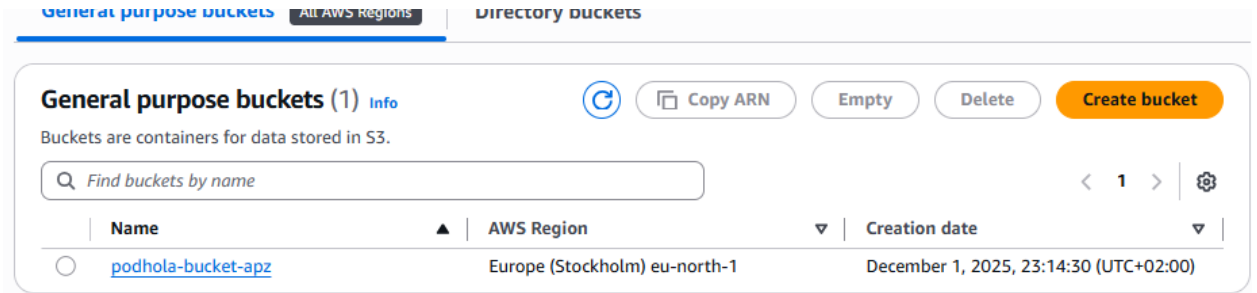 General purpose buckets All AWS Regions Directory buckets
General purpose buckets (1) Info
Copy ARN Empty Delete Create bucket
Buckets are containers for data stored in S3.
Find buckets by name
1
Name AWS Region Creation date
podhola-bucket-apz Europe (Stockholm) eu-north-1 December 1, 2025, 23:14:30 (UTC+02:00)